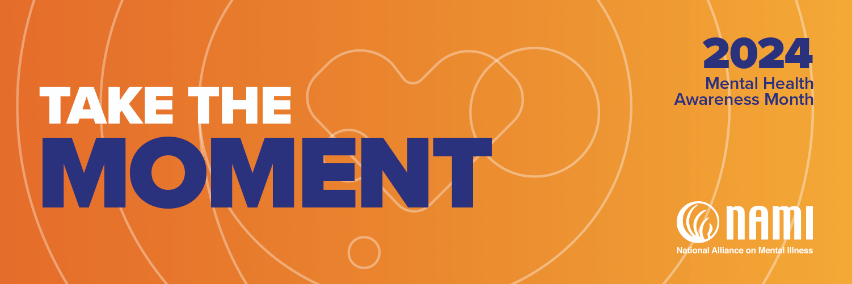 TAKE THE
MOMENT
2024
Mental Health
Awareness Month
NAMI
National Alliance on Mental Illness